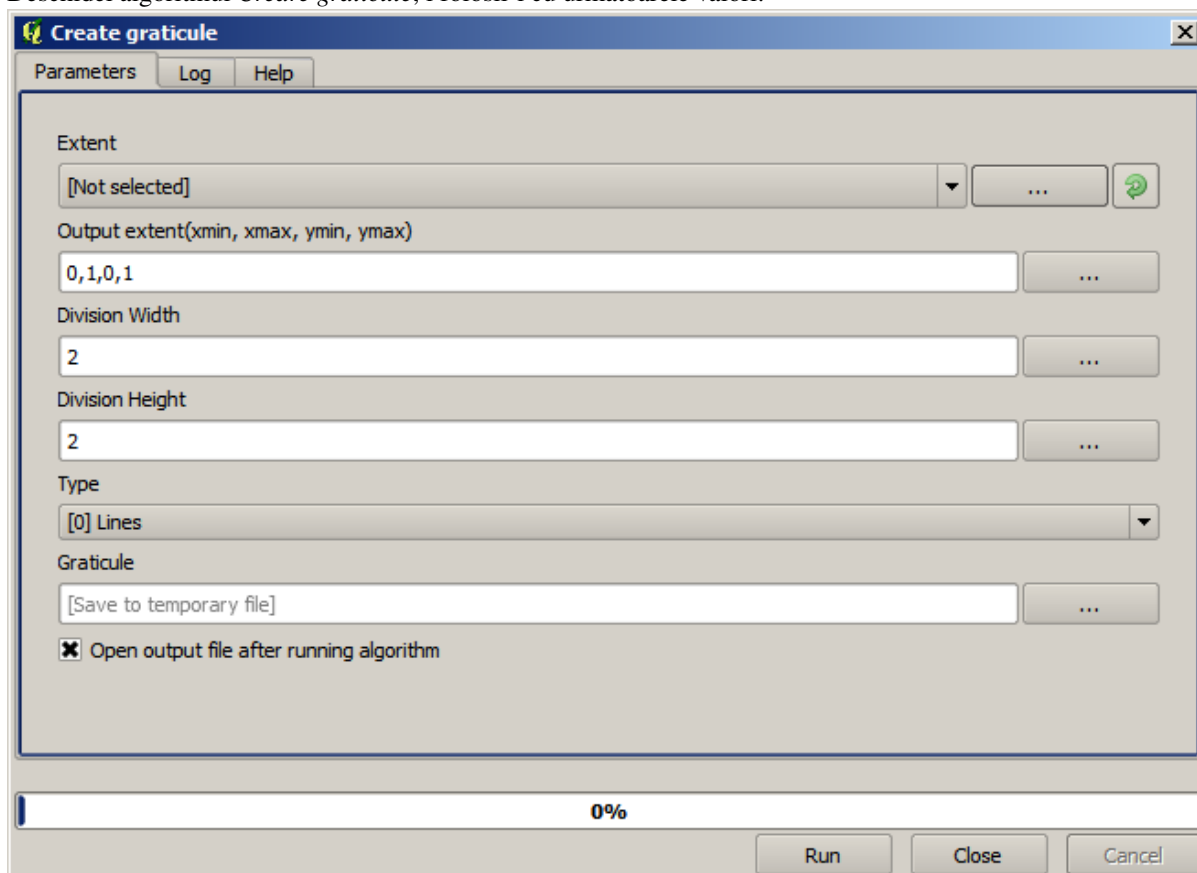 Create graticule
Parameters Log Help
Extent
[Not selected] ...
Output extent(xmin, xmax, ymin, ymax)
0,1,0,1 ...
Division Width
2 ...
Division Height
2 ...
Type
[0] Lines
Graticule
[Save to temporary file] ...
Open output file after running algorithm
0%
Run Close Cancel